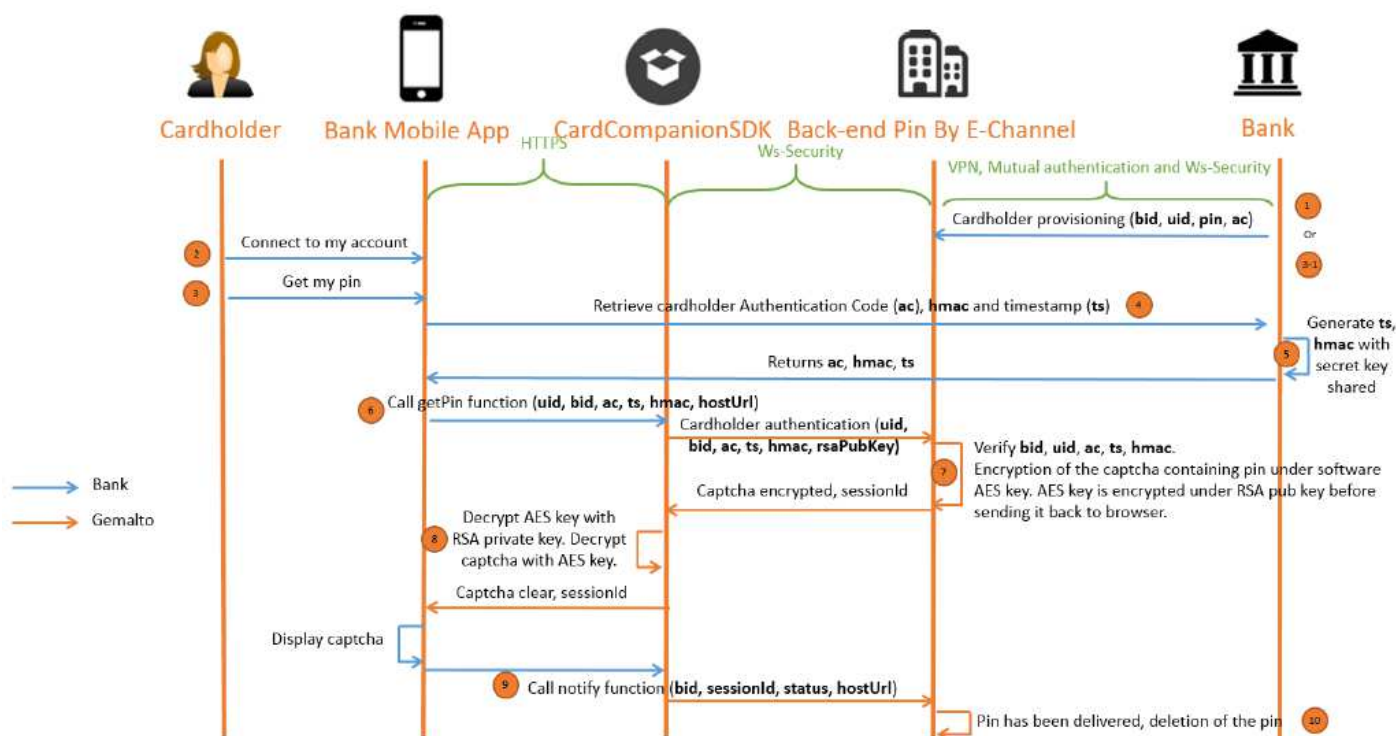 Cardholder
Bank Mobile App
CardCompanionSDK
Back-end Pin By E-Channel
Bank
HTTPS
Ws-Security
VPN, Mutual authentication and Ws-Security
Cardholder provisioning (bid, uid, pin, ac)
1
Or
3-1
2
Connect to my account
3
Get my pin
Retrieve cardholder Authentication Code (ac), hmac and timestamp (ts)
4
Generate ts,
hmac with
secret key
shared
5
Returns ac, hmac, ts
6
Call getPin function (uid, bid, ac, ts, hmac, hostUrl)
Cardholder authentication (uid,
bid, ac, ts, hmac, rsaPubKey)
7
Verify bid, uid, ac, ts, hmac.
Encryption of the captcha containing pin under software
AES key. AES key is encrypted under RSA pub key before
sending it back to browser.
Captcha encrypted, sessionId
Bank
Gemalto
8
Decrypt AES key with
RSA private key. Decrypt
captcha with AES key.
Captcha clear, sessionId
Display captcha
9
Call notify function (bid, sessionId, status, hostUrl)
Pin has been delivered, deletion of the pin
10